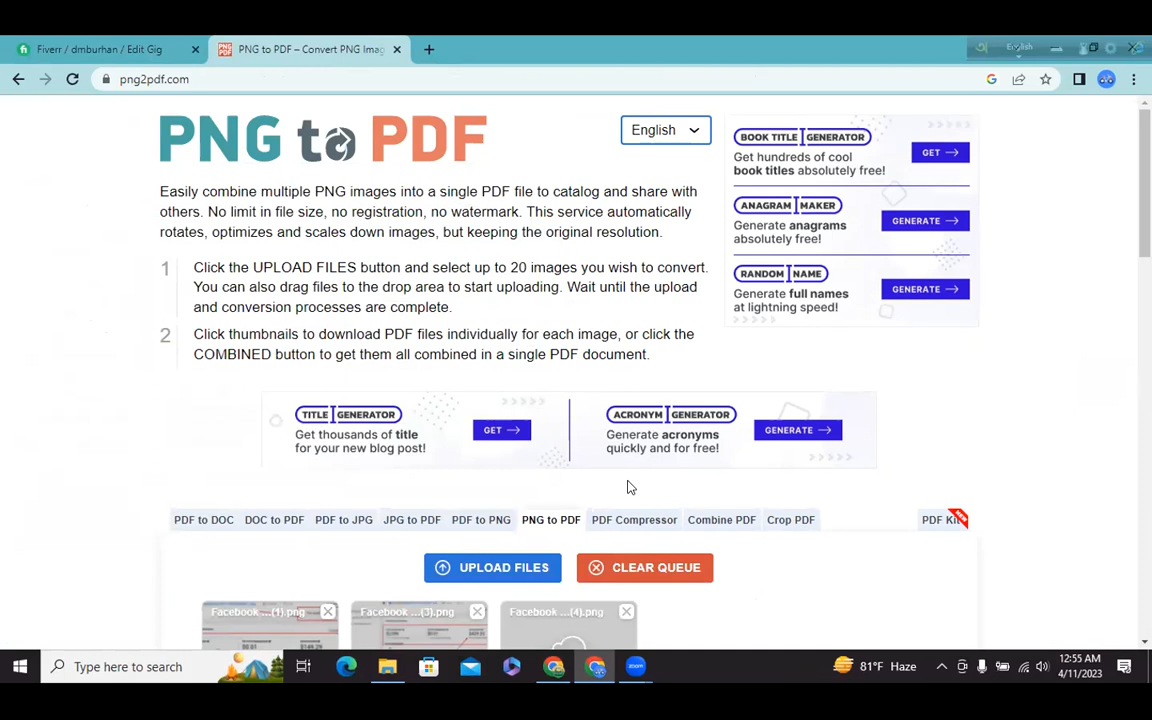 Fiverr / dmburhan / Edit Gig
PNG to PDF – Convert PNG Imag
English
png2pdf.com
PNG to PDF
English
Easily combine multiple PNG images into a single PDF file to catalog and share with
others. No limit in file size, no registration, no watermark. This service automatically
rotates, optimizes and scales down images, but keeping the original resolution.
1 Click the UPLOAD FILES button and select up to 20 images you wish to convert.
You can also drag files to the drop area to start uploading. Wait until the upload
and conversion processes are complete.
2 Click thumbnails to download PDF files individually for each image, or click the
COMBINED button to get them all combined in a single PDF document.
BOOK TITLE GENERATOR
Get hundreds of cool
book titles absolutely free!
GET
ANAGRAM MAKER
Generate anagrams
absolutely free!
GENERATE
RANDOM NAME
Generate full names
at lightning speed!
GENERATE
TITLE GENERATOR
Get thousands of title
for your new blog post!
GET
ACRONYM GENERATOR
Generate acronyms
quickly and for free!
GENERATE
PDF to DOC DOC to PDF PDF to JPG JPG to PDF PDF to PNG PNG to PDF PDF Compressor Combine PDF Crop PDF PDF Kit NEW
UPLOAD FILES CLEAR QUEUE
Facebook ...(1).png Facebook ...(3).png Facebook ...(4).png
Type here to search
81°F Haze
12:55 AM
4/11/2023